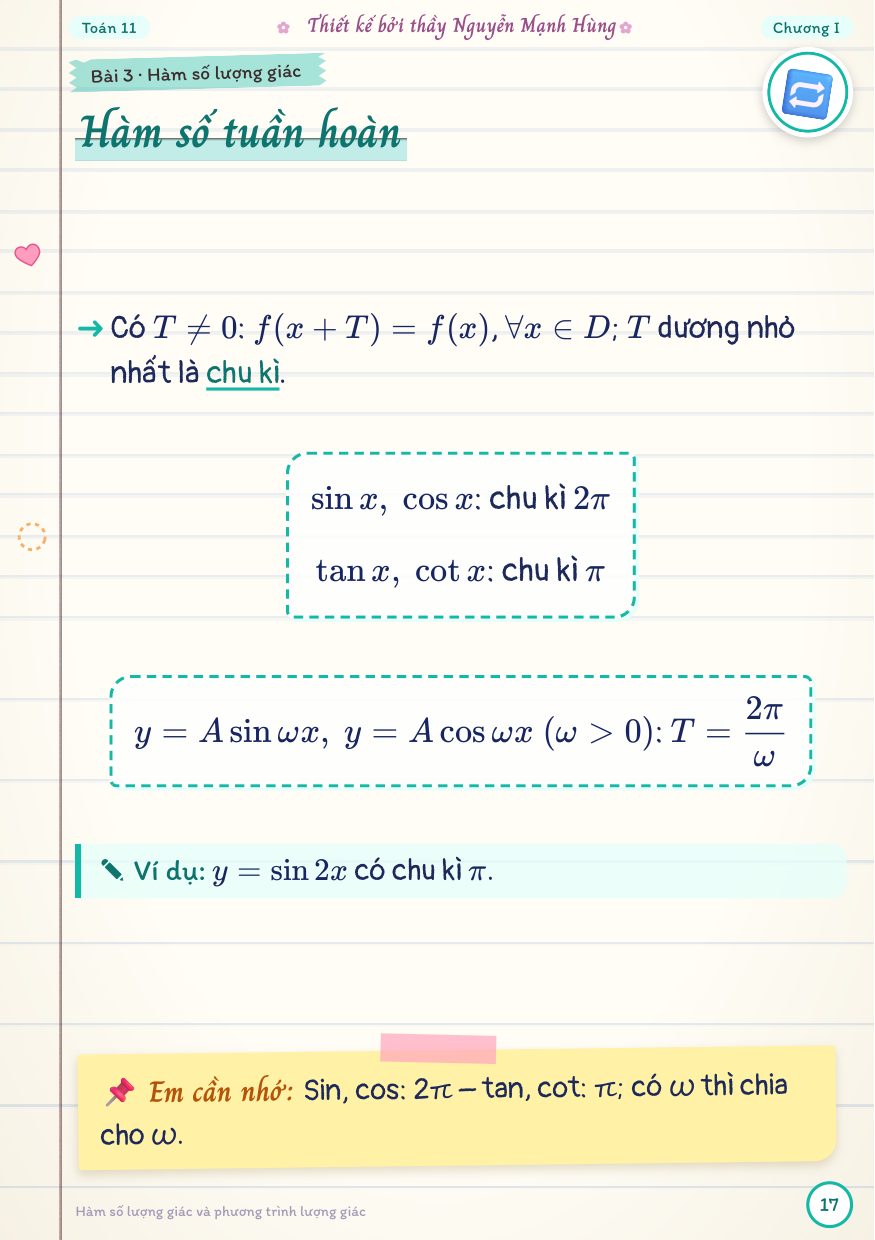 Toán 11
Thiết kế bởi thầy Nguyễn Mạnh Hùng
Chương I
Bài 3 · Hàm số lượng giác
Hàm số tuần hoàn
→ Có T ≠ 0: f(x + T) = f(x), ∀x ∈ D; T dương nhỏ
nhất là chu kì.
sin x, cos x: chu kì 2π
tan x, cot x: chu kì π
y = A sin ωx, y = A cos ωx (ω > 0): T = 2π/ω
Ví dụ: y = sin 2x có chu kì π.
Em cần nhớ: Sin, cos: 2π – tan, cot: π; có ω thì chia
cho ω.
Hàm số lượng giác và phương trình lượng giác
17